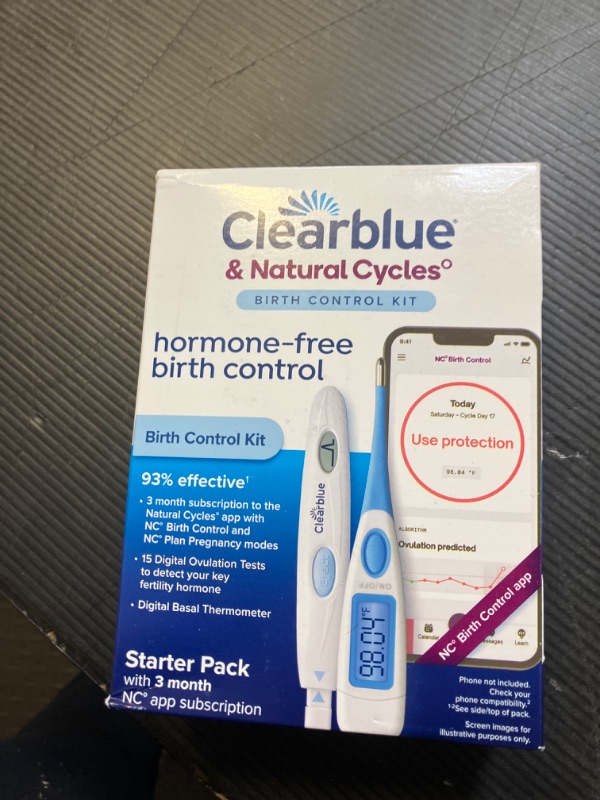 Clearblue
& Natural Cycles°
BIRTH CONTROL KIT
hormone-free
birth control
Birth Control Kit
93% effective¹
• 3 month subscription to the
Natural Cycles° app with
NC° Birth Control and
NC° Plan Pregnancy modes
• 15 Digital Ovulation Tests
to detect your key
fertility hormone
• Digital Basal Thermometer
Starter Pack
with 3 month
NC° app subscription
Clearblue
ON/OFF
98.04°F
9:41
NC° Birth Control
Today
Saturday – Cycle Day 17
Use protection
98.04 °F
ALGORITHM
Ovulation predicted
Calendar
Learn
NC° Birth Control app
Phone not included.
Check your
phone compatibility.²
¹·²See side/top of pack.
Screen images for
illustrative purposes only.